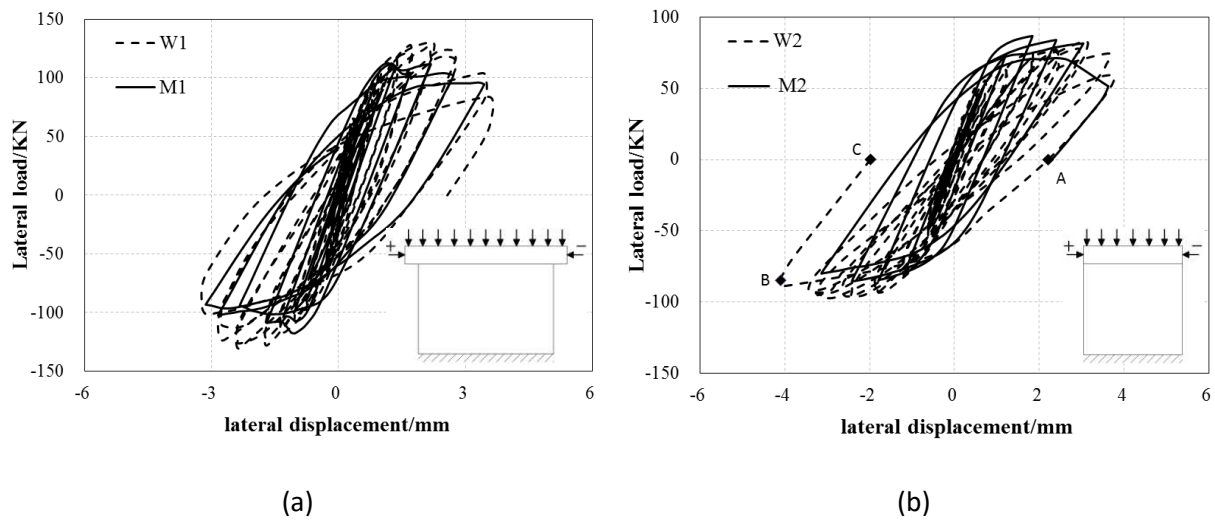 150
100
50
0
-50
-100
-150
-6 -3 0 3 6
Lateral load/KN
lateral displacement/mm
W1
M1
+ −
(a)
100
50
0
-50
-100
-150
-6 -4 -2 0 2 4 6
Lateral load/KN
lateral displacement/mm
W2
M2
C
A
B
+ −
(b)